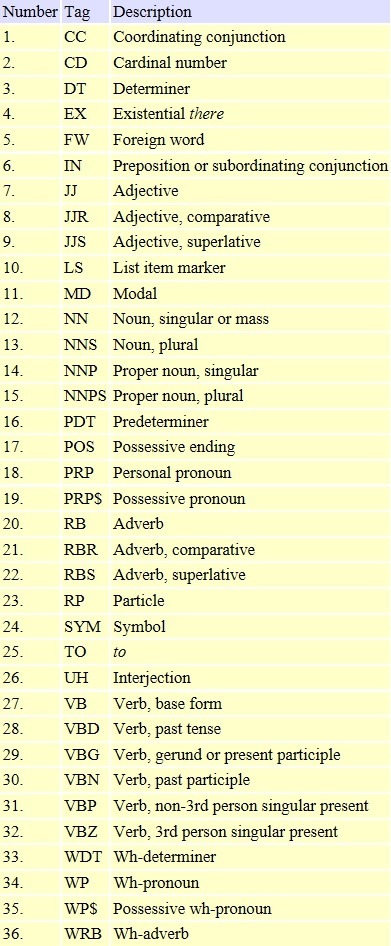 Number Tag Description
1. CC Coordinating conjunction
2. CD Cardinal number
3. DT Determiner
4. EX Existential there
5. FW Foreign word
6. IN Preposition or subordinating conjunction
7. JJ Adjective
8. JJR Adjective, comparative
9. JJS Adjective, superlative
10. LS List item marker
11. MD Modal
12. NN Noun, singular or mass
13. NNS Noun, plural
14. NNP Proper noun, singular
15. NNPS Proper noun, plural
16. PDT Predeterminer
17. POS Possessive ending
18. PRP Personal pronoun
19. PRP$ Possessive pronoun
20. RB Adverb
21. RBR Adverb, comparative
22. RBS Adverb, superlative
23. RP Particle
24. SYM Symbol
25. TO to
26. UH Interjection
27. VB Verb, base form
28. VBD Verb, past tense
29. VBG Verb, gerund or present participle
30. VBN Verb, past participle
31. VBP Verb, non-3rd person singular present
32. VBZ Verb, 3rd person singular present
33. WDT Wh-determiner
34. WP Wh-pronoun
35. WP$ Possessive wh-pronoun
36. WRB Wh-adverb